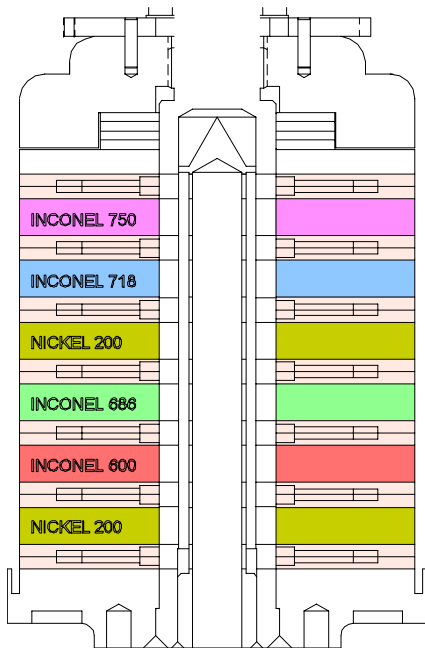 INCONEL 750
INCONEL 718
NICKEL 200
INCONEL 686
INCONEL 600
NICKEL 200